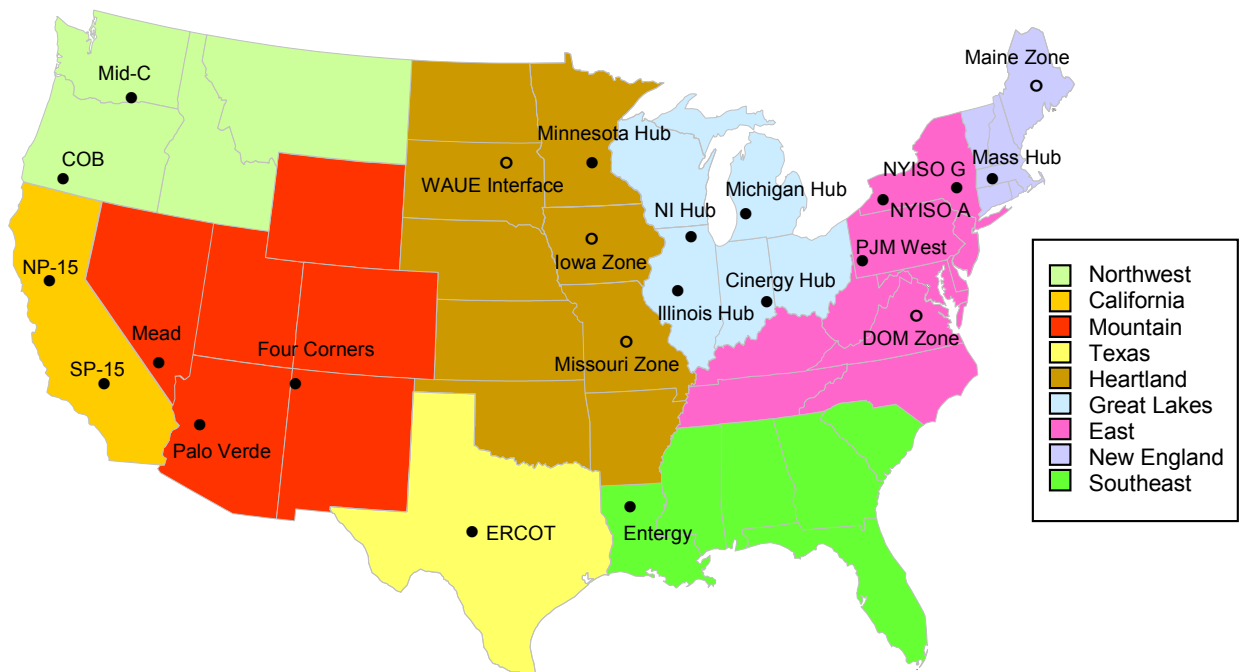 Maine Zone
Mid-C
Minnesota Hub
COB
WAUE Interface
Michigan Hub
NYISO G
Mass Hub
NI Hub
NYISO A
NP-15
Iowa Zone
PJM West
Cinergy Hub
Illinois Hub
Mead
Four Corners
Missouri Zone
DOM Zone
SP-15
Palo Verde
ERCOT
Entergy
Northwest
California
Mountain
Texas
Heartland
Great Lakes
East
New England
Southeast